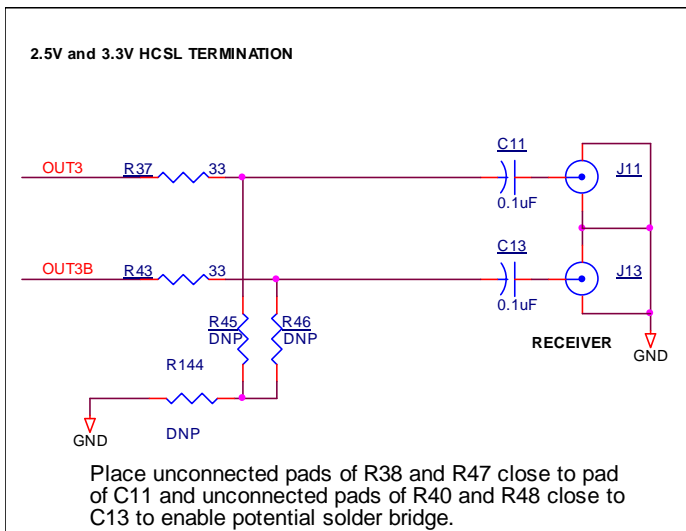 2.5V and 3.3V HCSL TERMINATION
C11
OUT3 R37 33 J11
0.1uF
C13
OUT3B R43 33 J13
0.1uF
R45 R46
DNP DNP
RECEIVER
GND
R144
GND
DNP
Place unconnected pads of R38 and R47 close to pad
of C11 and unconnected pads of R40 and R48 close to
C13 to enable potential solder bridge.